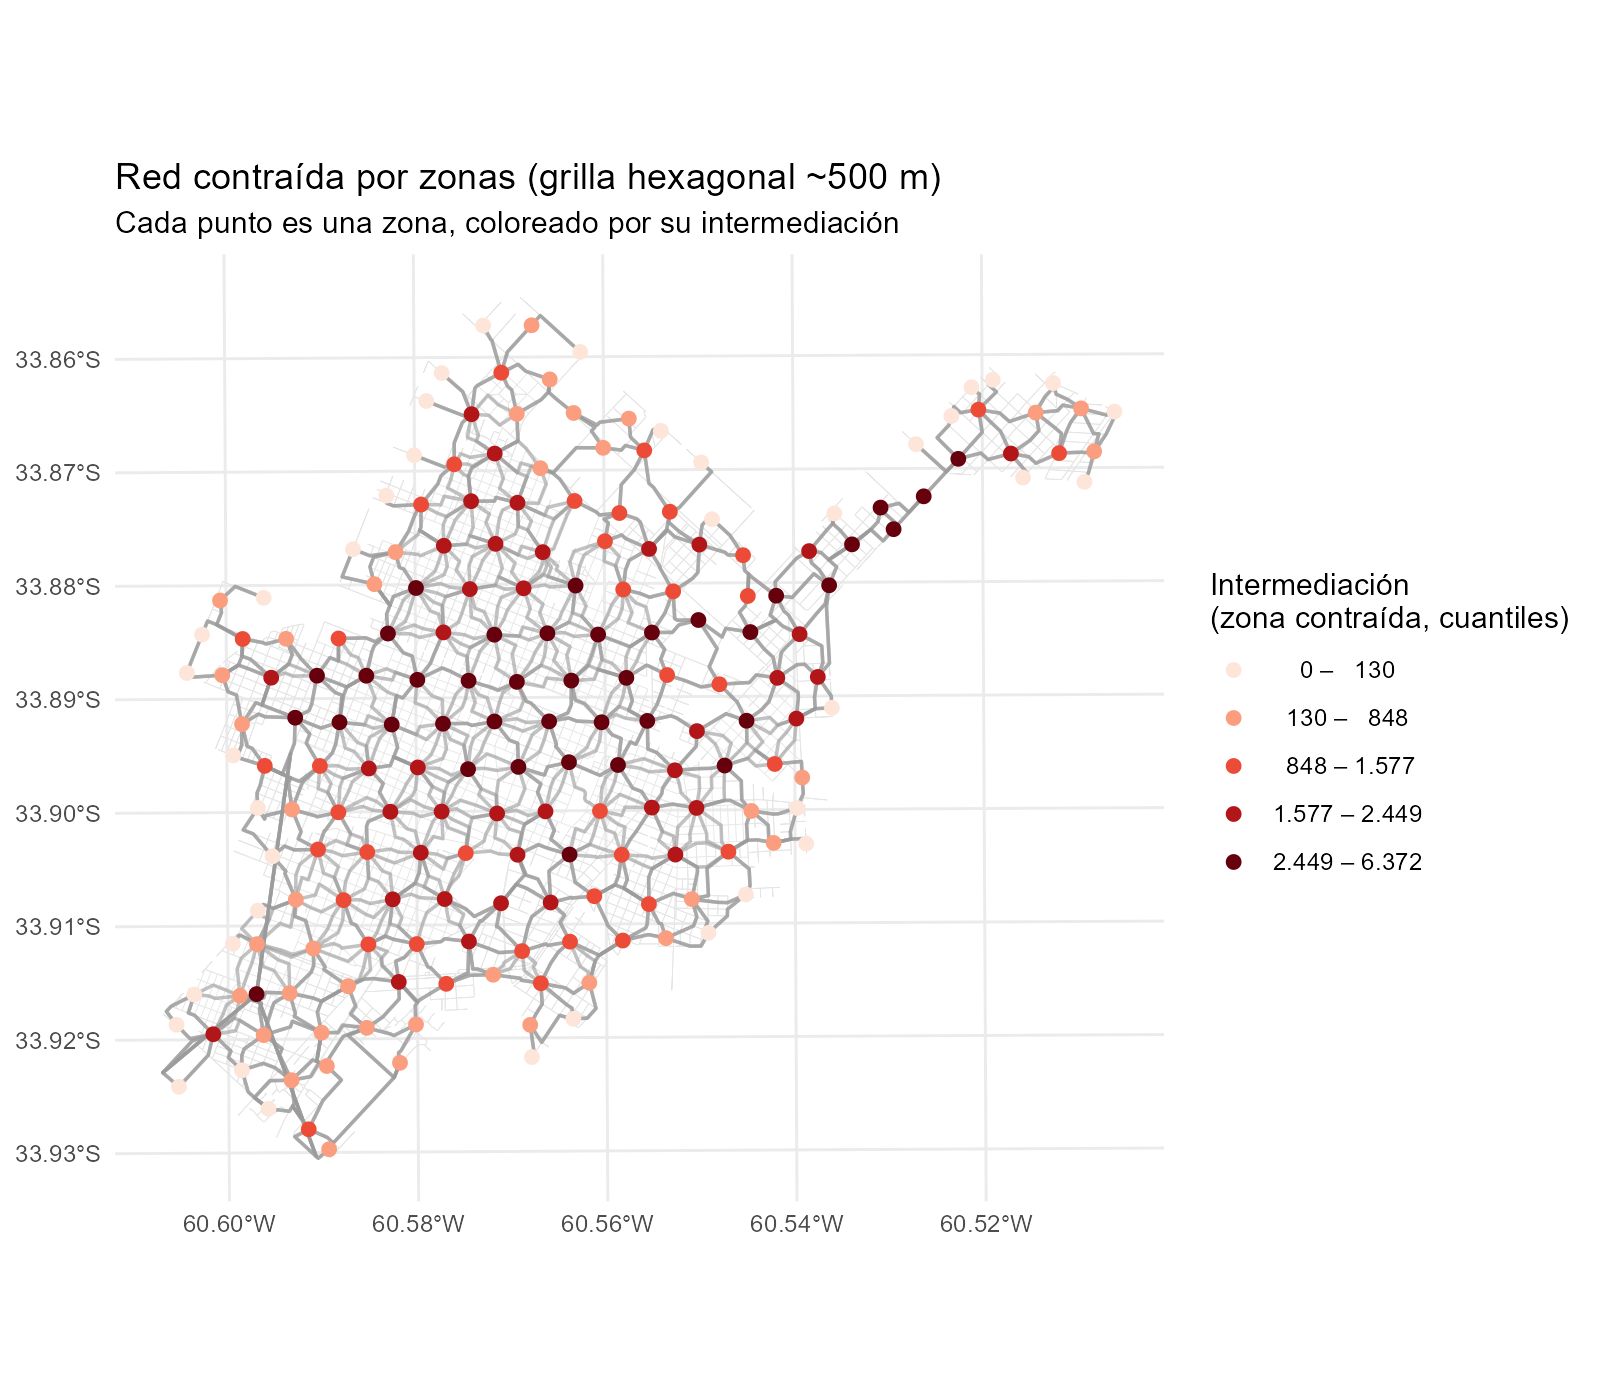 Red contraída por zonas (grilla hexagonal ~500 m)
Cada punto es una zona, coloreado por su intermediación
33.86°S
33.87°S
33.88°S
33.89°S
33.90°S
33.91°S
33.92°S
33.93°S
60.60°W
60.58°W
60.56°W
60.54°W
60.52°W
Intermediación
(zona contraída, cuantiles)
0 – 130
130 – 848
848 – 1.577
1.577 – 2.449
2.449 – 6.372